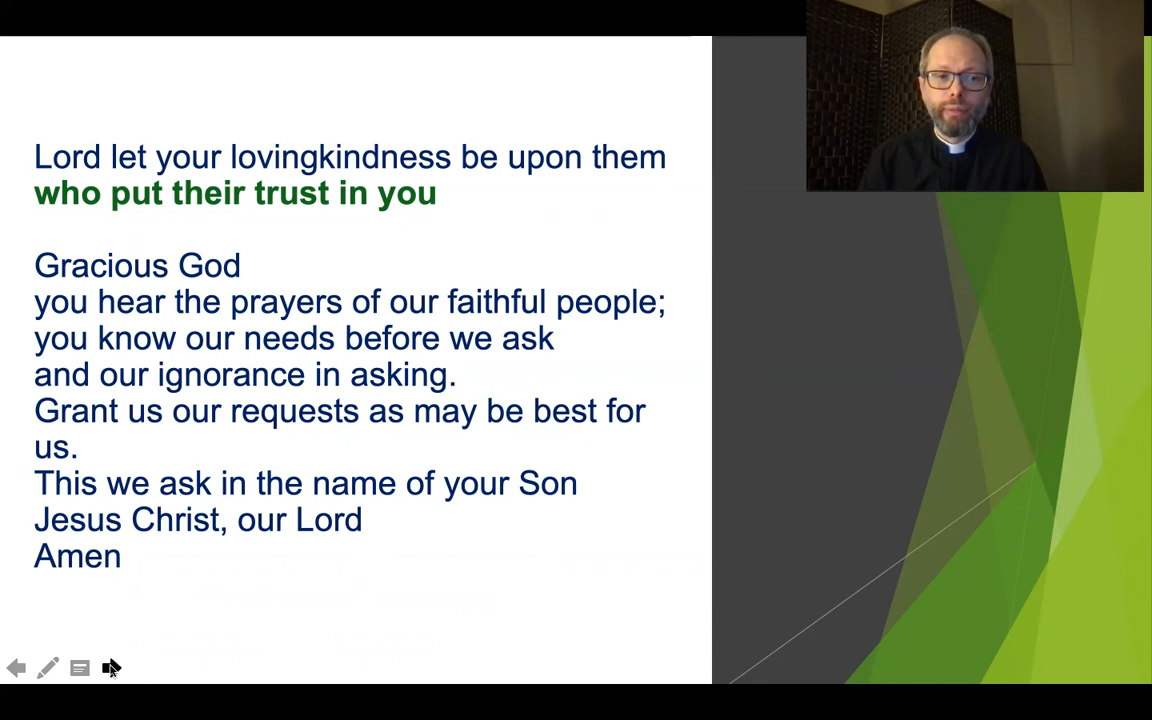 Lord let your lovingkindness be upon them
who put their trust in you
Gracious God
you hear the prayers of our faithful people;
you know our needs before we ask
and our ignorance in asking.
Grant us our requests as may be best for
us.
This we ask in the name of your Son
Jesus Christ, our Lord
Amen